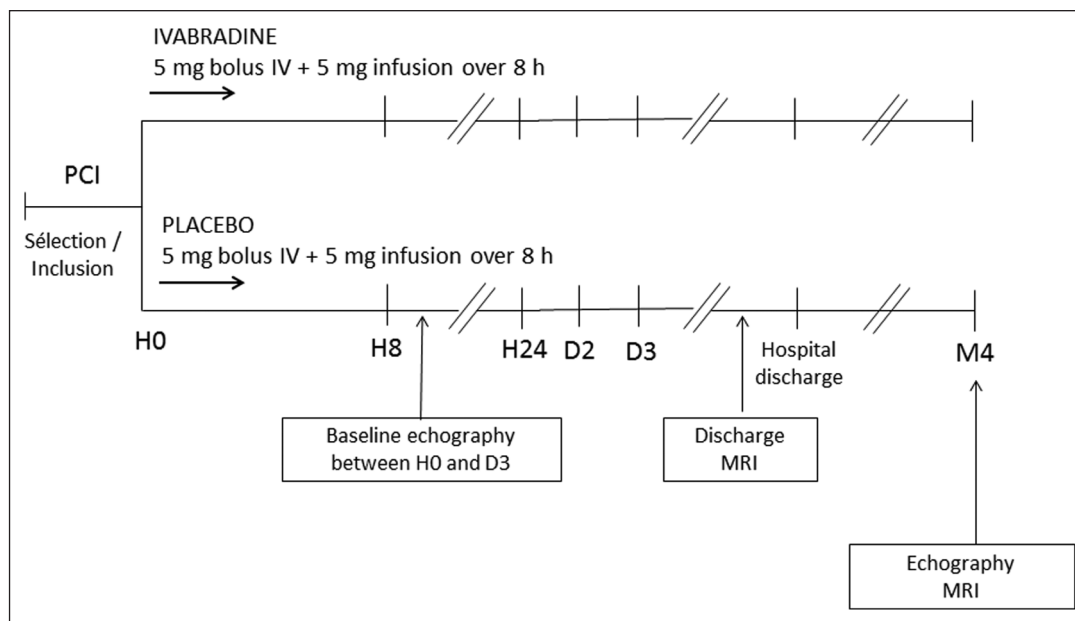 IVABRADINE
5 mg bolus IV + 5 mg infusion over 8 h
PCI
Sélection /
Inclusion
PLACEBO
5 mg bolus IV + 5 mg infusion over 8 h
H0
H8
H24
D2
D3
Hospital
discharge
M4
Baseline echography
between H0 and D3
Discharge
MRI
Echography
MRI